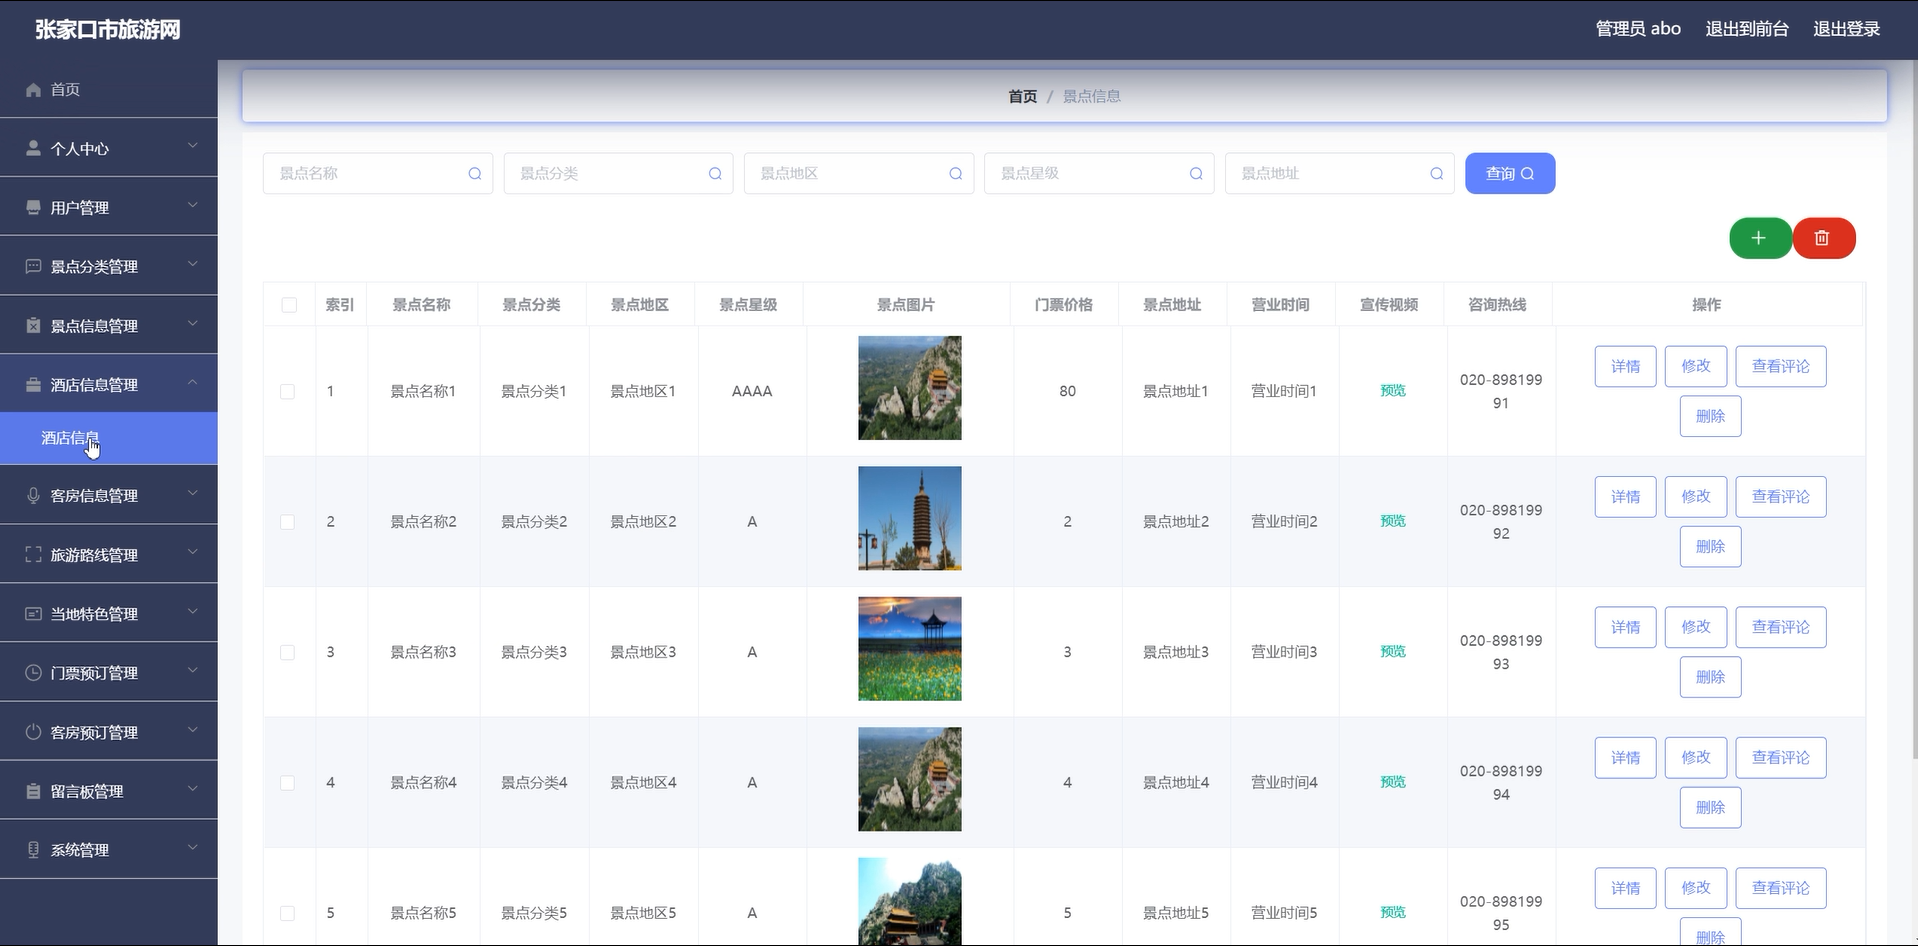 张家口市旅游网
管理员 abo 退出到前台 退出登录
首页
个人中心
用户管理
景点分类管理
景点信息管理
酒店信息管理
酒店信息
客房信息管理
旅游路线管理
当地特色管理
门票预订管理
客房预订管理
留言板管理
系统管理
首页 / 景点信息
景点名称 景点分类 景点地区 景点星级 景点地址 查询
索引 景点名称 景点分类 景点地区 景点星级 景点图片 门票价格 景点地址 营业时间 宣传视频 咨询热线 操作
1 景点名称1 景点分类1 景点地区1 AAAA 80 景点地址1 营业时间1 预览 020-898199
91
详情 修改 查看评论
删除
2 景点名称2 景点分类2 景点地区2 A 2 景点地址2 营业时间2 预览 020-898199
92
详情 修改 查看评论
删除
3 景点名称3 景点分类3 景点地区3 A 3 景点地址3 营业时间3 预览 020-898199
93
详情 修改 查看评论
删除
4 景点名称4 景点分类4 景点地区4 A 4 景点地址4 营业时间4 预览 020-898199
94
详情 修改 查看评论
删除
5 景点名称5 景点分类5 景点地区5 A 5 景点地址5 营业时间5 预览 020-898199
95
详情 修改 查看评论
删除